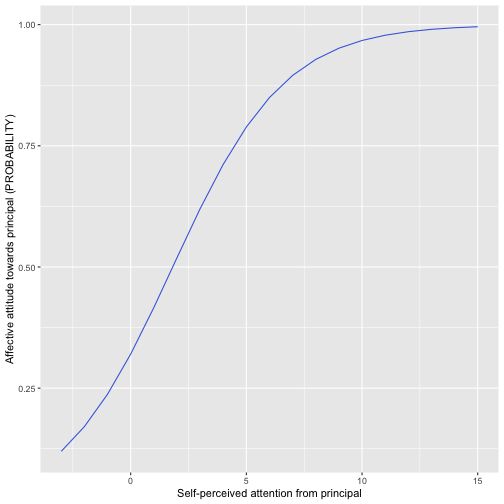 Affective attitude towards principal (PROBABILITY)
1.00
0.75
0.50
0.25
0 5 10 15
Self-perceived attention from principal